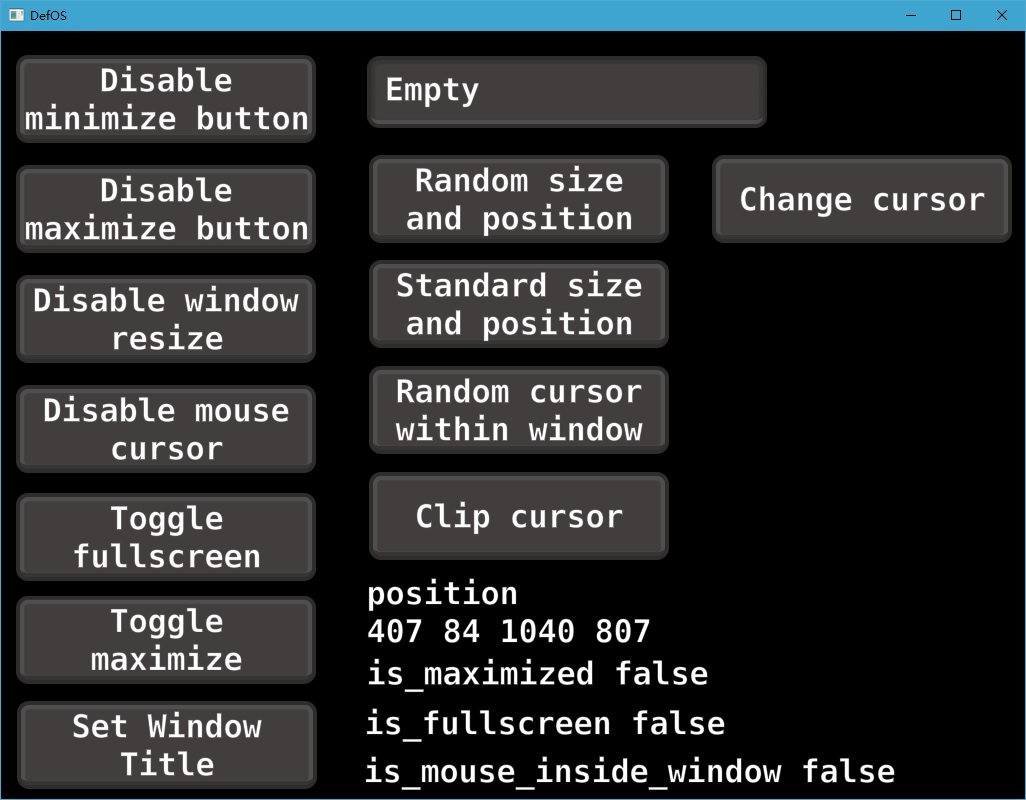 DefOS
Disable
minimize button
Disable
maximize button
Disable window
resize
Disable mouse
cursor
Toggle
fullscreen
Toggle
maximize
Set Window
Title
Empty
Random size
and position
Standard size
and position
Random cursor
within window
Clip cursor
position
407 84 1040 807
is_maximized false
is_fullscreen false
is_mouse_inside_window false
Change cursor